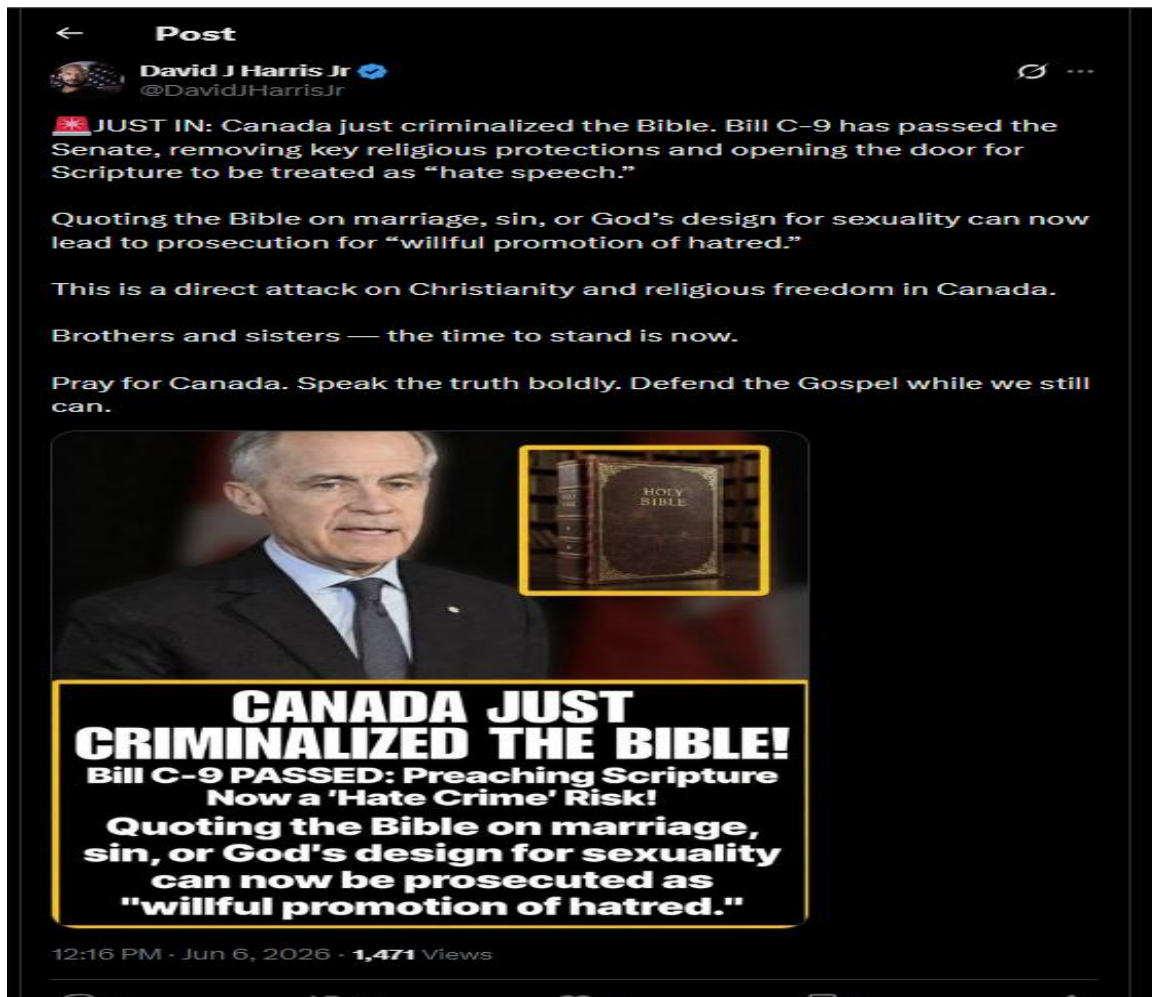 Post
David J Harris Jr
@DavidJHarrisJr
🚨JUST IN: Canada just criminalized the Bible. Bill C-9 has passed the
Senate, removing key religious protections and opening the door for
Scripture to be treated as “hate speech.”
Quoting the Bible on marriage, sin, or God’s design for sexuality can now
lead to prosecution for “willful promotion of hatred.”
This is a direct attack on Christianity and religious freedom in Canada.
Brothers and sisters — the time to stand is now.
Pray for Canada. Speak the truth boldly. Defend the Gospel while we still
can.
HOLY
BIBLE
CANADA JUST
CRIMINALIZED THE BIBLE!
Bill C-9 PASSED: Preaching Scripture
Now a 'Hate Crime' Risk!
Quoting the Bible on marriage,
sin, or God's design for sexuality
can now be prosecuted as
"willful promotion of hatred."
12:16 PM · Jun 6, 2026 · 1,471 Views